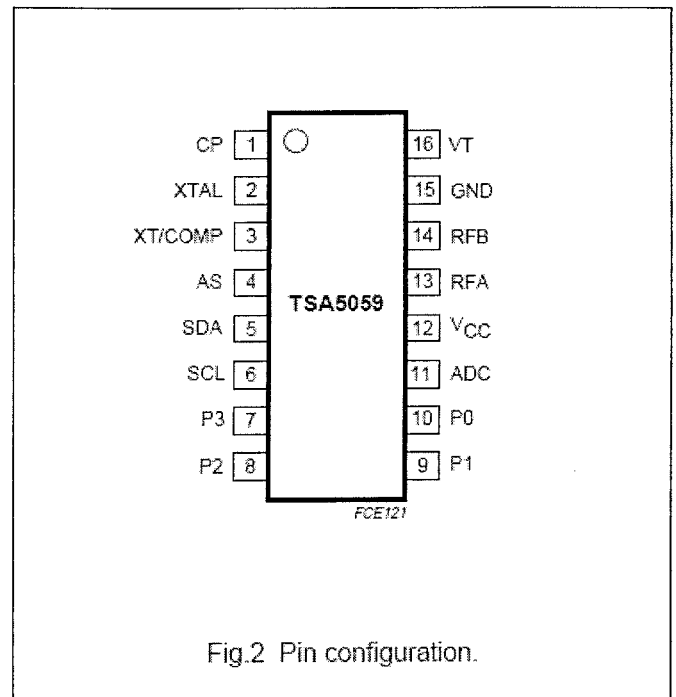 CP 1 16 VT
XTAL 2 15 GND
XT/COMP 3 14 RFB
AS 4 13 RFA
TSA5059
SDA 5 12 VCC
SCL 6 11 ADC
P3 7 10 P0
P2 8 9 P1
FCE121
Fig.2 Pin configuration.